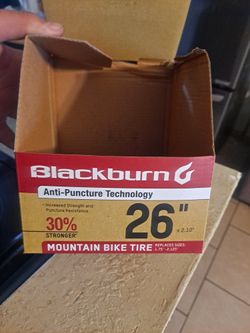 Blackburn
Anti-Puncture Technology
• Increased Strength and
Puncture Resistance
30%
STRONGER*
26"
x 2.10"
MOUNTAIN BIKE TIRE
REPLACES SIZES:
1.75"-2.125"